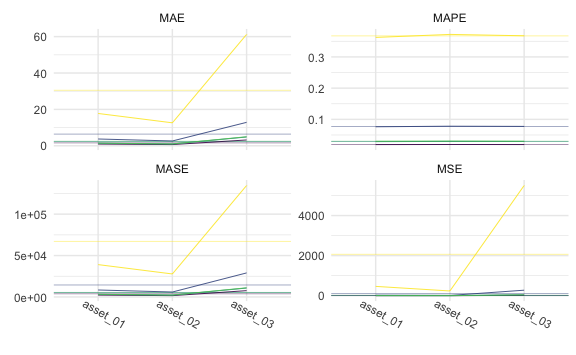 MAE
MAPE
60
40
20
0
0.3
0.2
0.1
MASE
MSE
1e+05
5e+04
0e+00
4000
2000
0
asset_01
asset_02
asset_03
asset_01
asset_02
asset_03